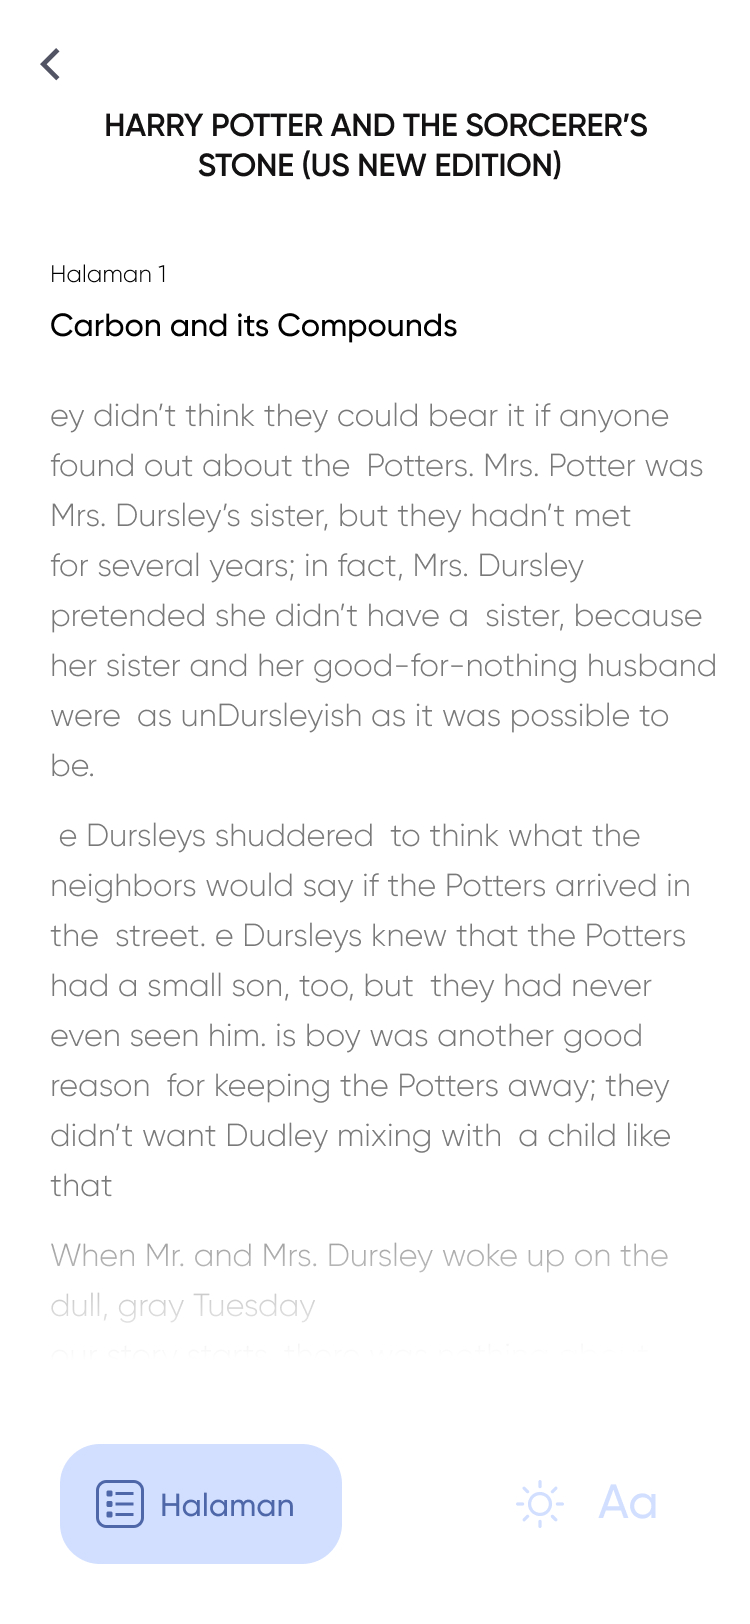 HARRY POTTER AND THE SORCERER'S
STONE (US NEW EDITION)
Halaman 1
Carbon and its Compounds
ey didn't think they could bear it if anyone
found out about the  Potters. Mrs. Potter was
Mrs. Dursley's sister, but they hadn't met
for several years; in fact, Mrs. Dursley
pretended she didn't have a  sister, because
her sister and her good-for-nothing husband
were  as unDursleyish as it was possible to
be.
e Dursleys shuddered  to think what the
neighbors would say if the Potters arrived in
the  street. e Dursleys knew that the Potters
had a small son, too, but  they had never
even seen him. is boy was another good
reason  for keeping the Potters away; they
didn't want Dudley mixing with  a child like
that
When Mr. and Mrs. Dursley woke up on the
dull, gray Tuesday
our story starts, there
Halaman
Aa